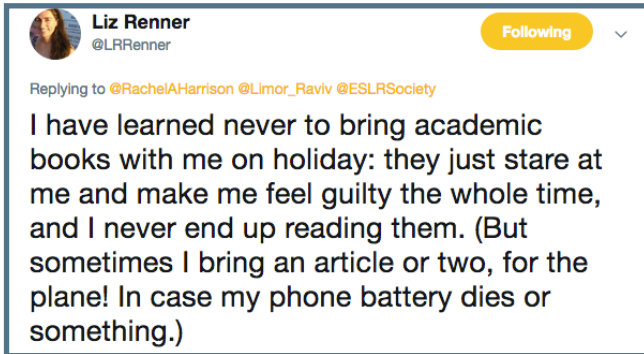 Liz Renner
@LRRenner
Following
Replying to @RachelAHarrison @Limor_Raviv @ESLRSociety
I have learned never to bring academic
books with me on holiday: they just stare at
me and make me feel guilty the whole time,
and I never end up reading them. (But
sometimes I bring an article or two, for the
plane! In case my phone battery dies or
something.)